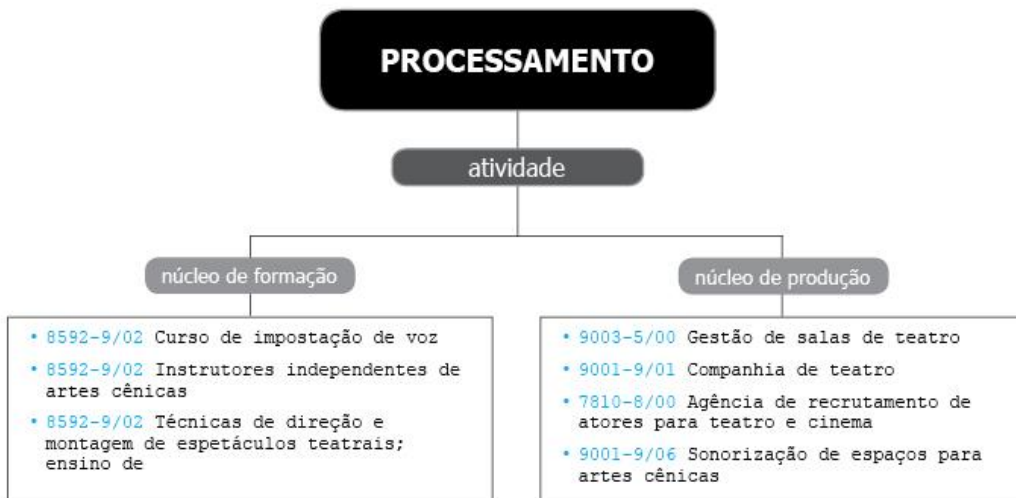 PROCESSAMENTO
atividade
núcleo de formação
• 8592-9/02 Curso de impostação de voz
• 8592-9/02 Instrutores independentes de
artes cênicas
• 8592-9/02 Técnicas de direção e
montagem de espetáculos teatrais;
ensino de
núcleo de produção
• 9003-5/00 Gestão de salas de teatro
• 9001-9/01 Companhia de teatro
• 7810-8/00 Agência de recrutamento de
atores para teatro e cinema
• 9001-9/06 Sonorização de espaços para
artes cênicas